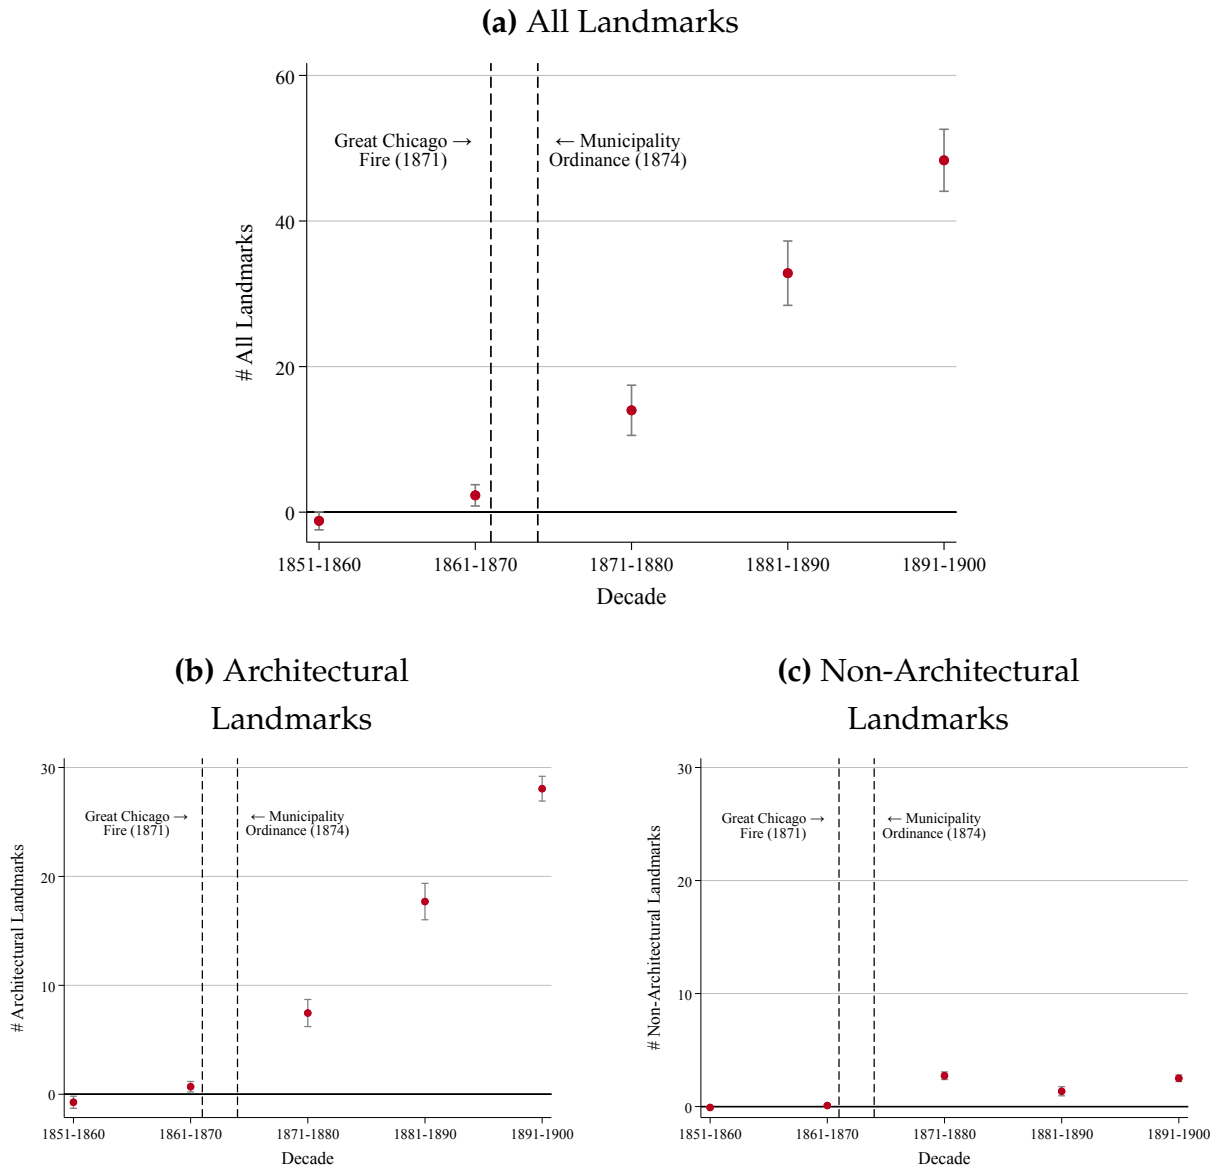 (a) All Landmarks
60
40
20
0
# All Landmarks
Great Chicago →
Fire (1871)
← Municipality
Ordinance (1874)
1851-1860 1861-1870 1871-1880 1881-1890 1891-1900
Decade
(b) Architectural
Landmarks
30
20
10
0
# Architectural Landmarks
Great Chicago →
Fire (1871)
← Municipality
Ordinance (1874)
1851-1860 1861-1870 1871-1880 1881-1890 1891-1900
Decade
(c) Non-Architectural
Landmarks
30
20
10
0
# Non-Architectural Landmarks
Great Chicago →
Fire (1871)
← Municipality
Ordinance (1874)
1851-1860 1861-1870 1871-1880 1881-1890 1891-1900
Decade